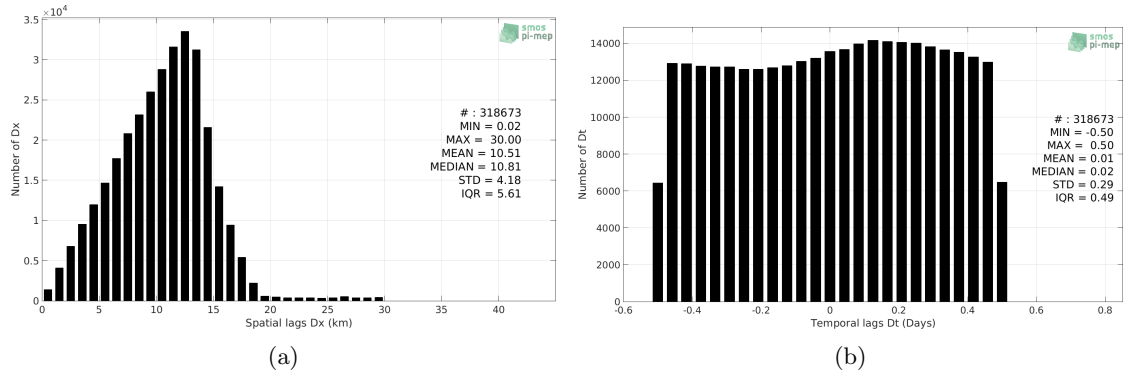 ×10⁴
3.5
3
2.5
2
1.5
1
0.5
0
Number of Dx
0 5 10 15 20 25 30 35 40
Spatial lags Dx (km)
smos
pi-mep
# : 318673
MIN = 0.02
MAX = 30.00
MEAN = 10.51
MEDIAN = 10.81
STD = 4.18
IQR = 5.61
(a)
14000
12000
10000
8000
6000
4000
2000
0
Number of Dt
-0.6 -0.4 -0.2 0 0.2 0.4 0.6 0.8
Temporal lags Dt (Days)
smos
pi-mep
# : 318673
MIN = -0.50
MAX = 0.50
MEAN = 0.01
MEDIAN = 0.02
STD = 0.29
IQR = 0.49
(b)